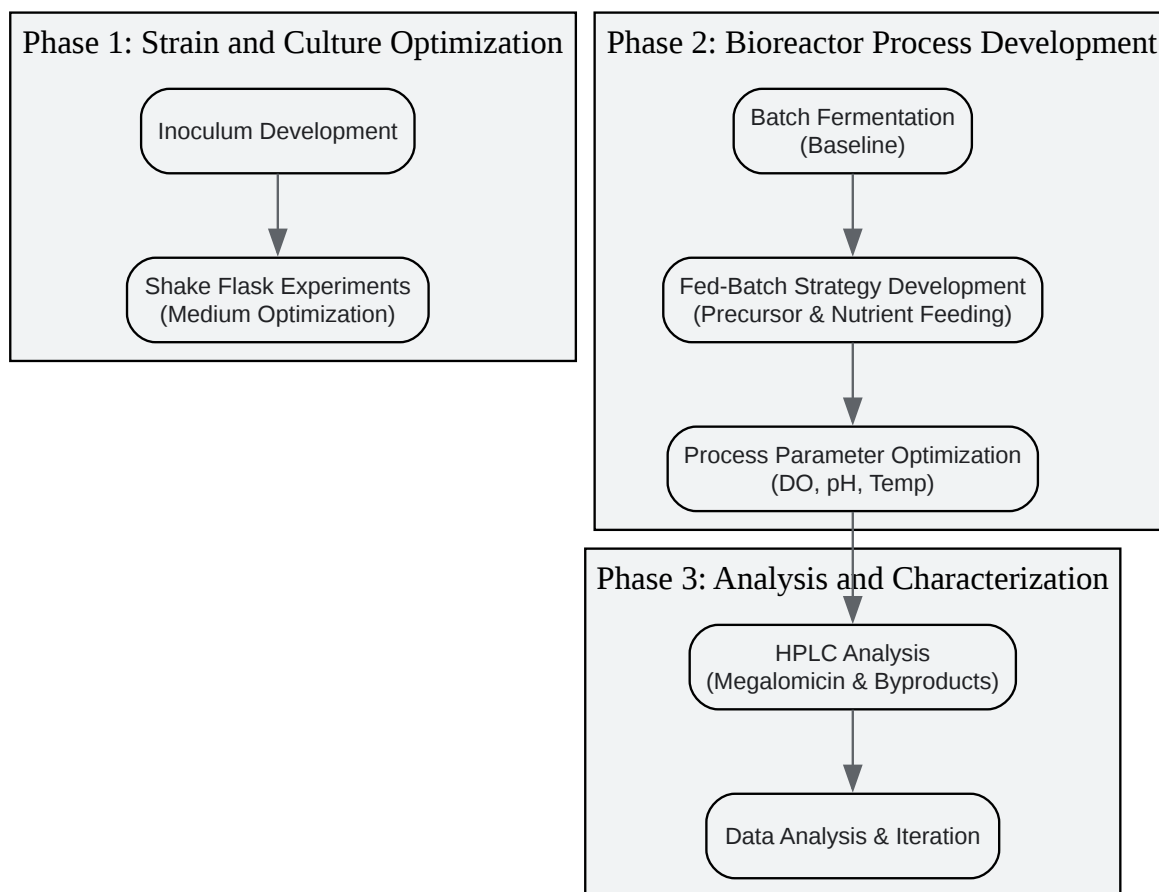 Phase 1: Strain and Culture Optimization
Inoculum Development
Shake Flask Experiments
(Medium Optimization)
Phase 2: Bioreactor Process Development
Batch Fermentation
(Baseline)
Fed-Batch Strategy Development
(Precursor & Nutrient Feeding)
Process Parameter Optimization
(DO, pH, Temp)
Phase 3: Analysis and Characterization
HPLC Analysis
(Megalomicin & Byproducts)
Data Analysis & Iteration